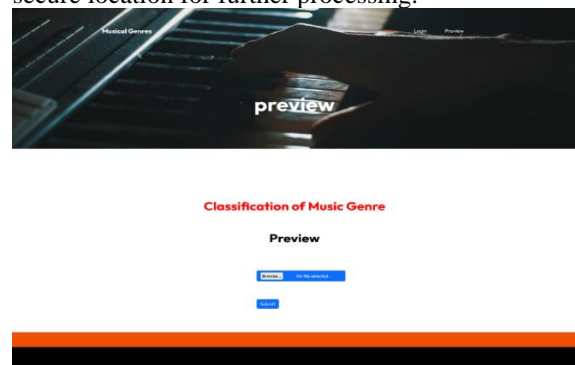 secure location for further processing.
Musical Genres Login Preview
preview
Classification of Music Genre
Preview
Browse... No file selected.
Submit